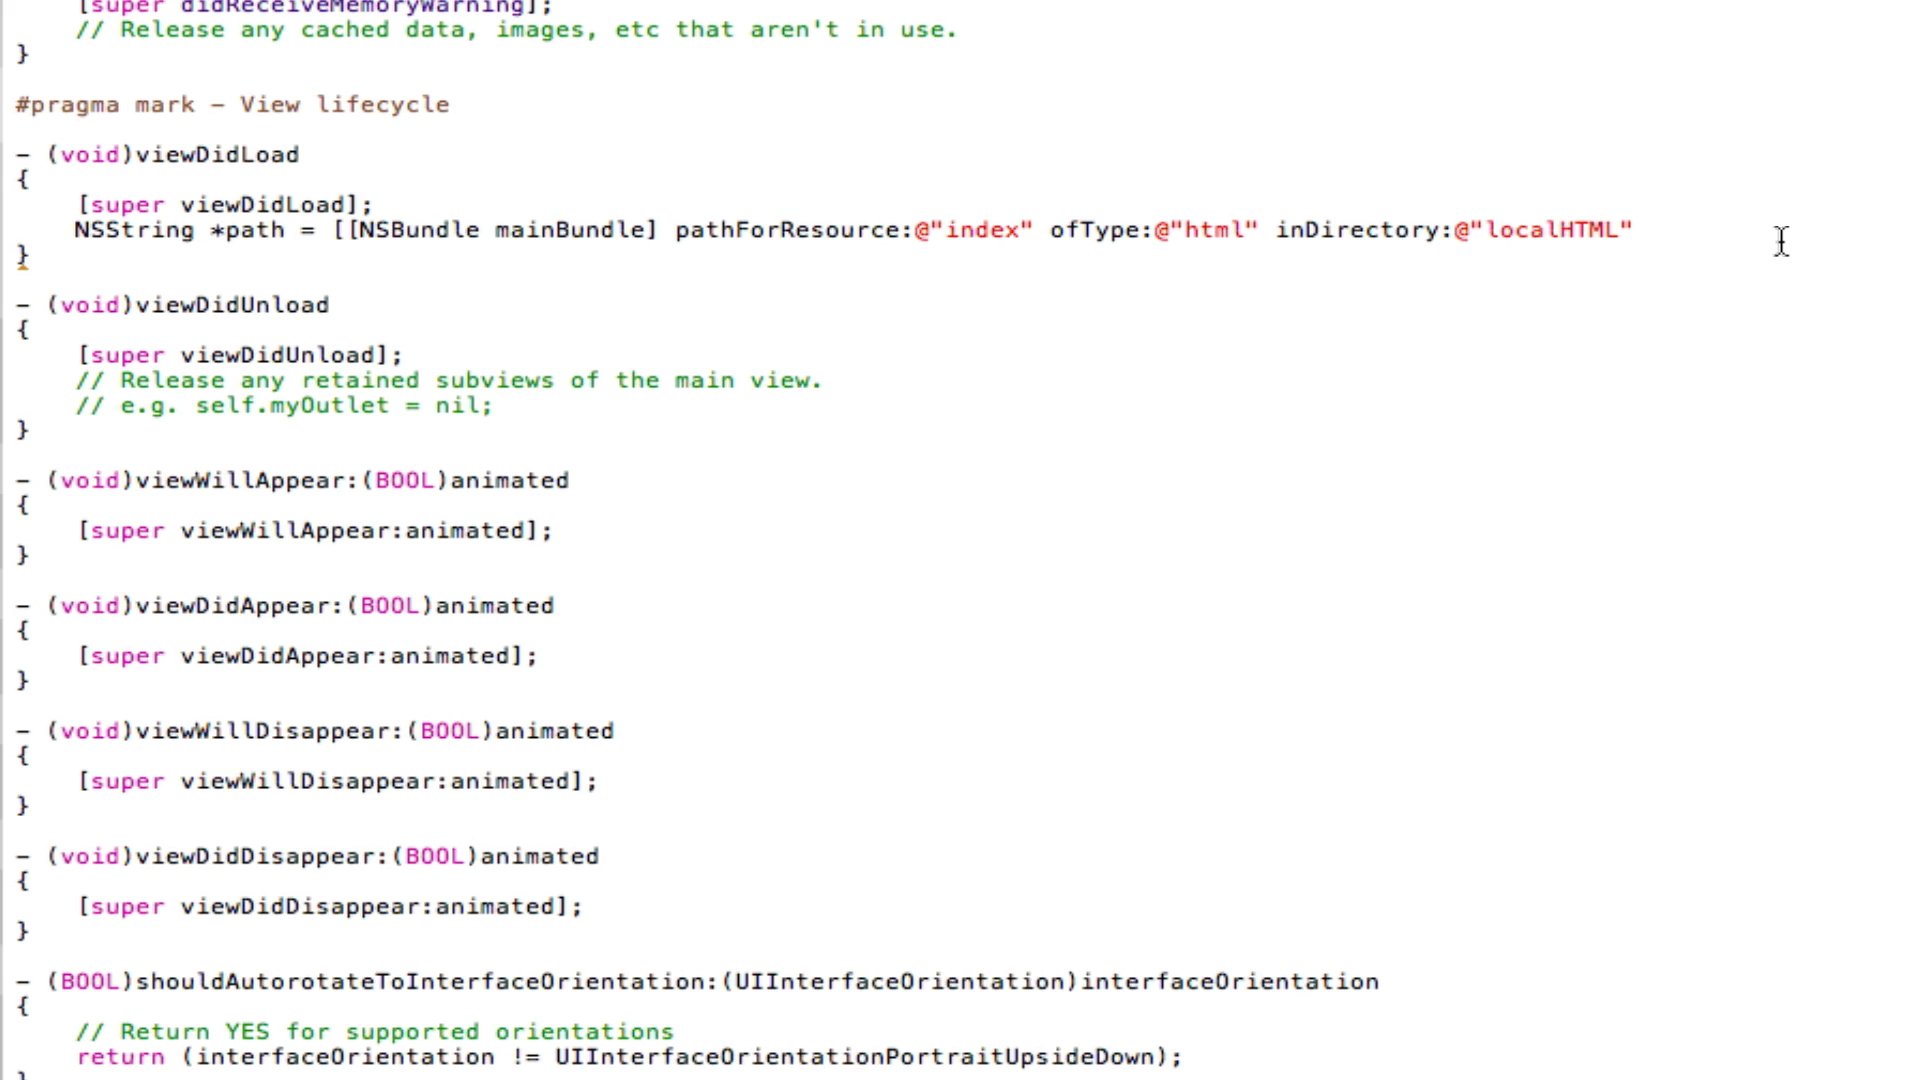 [super didReceiveMemoryWarning];
// Release any cached data, images, etc that aren't in use.
}
#pragma mark - View lifecycle
- (void)viewDidLoad
{
[super viewDidLoad];
NSString *path = [[NSBundle mainBundle] pathForResource:@"index" ofType:@"html" inDirectory:@"localHTML"
}
- (void)viewDidUnload
{
[super viewDidUnload];
// Release any retained subviews of the main view.
// e.g. self.myOutlet = nil;
}
- (void)viewWillAppear:(BOOL)animated
{
[super viewWillAppear:animated];
}
- (void)viewDidAppear:(BOOL)animated
{
[super viewDidAppear:animated];
}
- (void)viewWillDisappear:(BOOL)animated
{
[super viewWillDisappear:animated];
}
- (void)viewDidDisappear:(BOOL)animated
{
[super viewDidDisappear:animated];
}
- (BOOL)shouldAutorotateToInterfaceOrientation:(UIInterfaceOrientation)interfaceOrientation
{
// Return YES for supported orientations
return (interfaceOrientation != UIInterfaceOrientationPortraitUpsideDown);
}